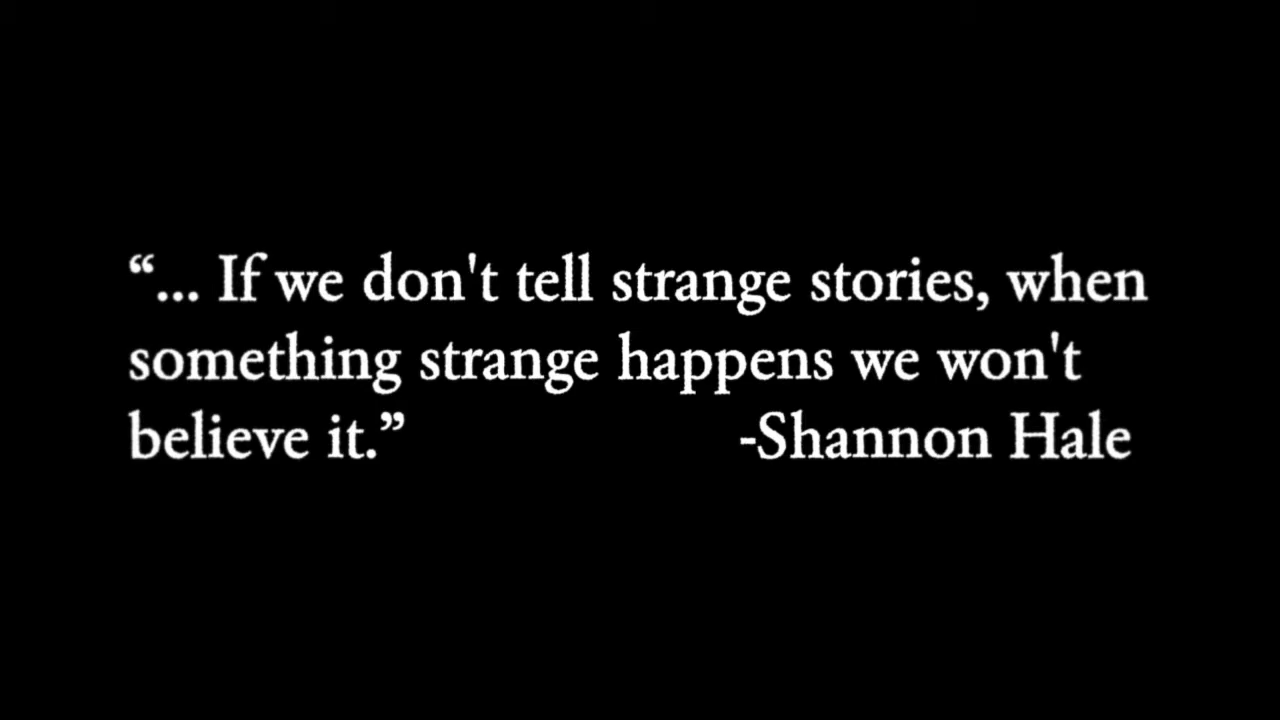 “... If we don't tell strange stories, when
something strange happens we won't
believe it.” -Shannon Hale